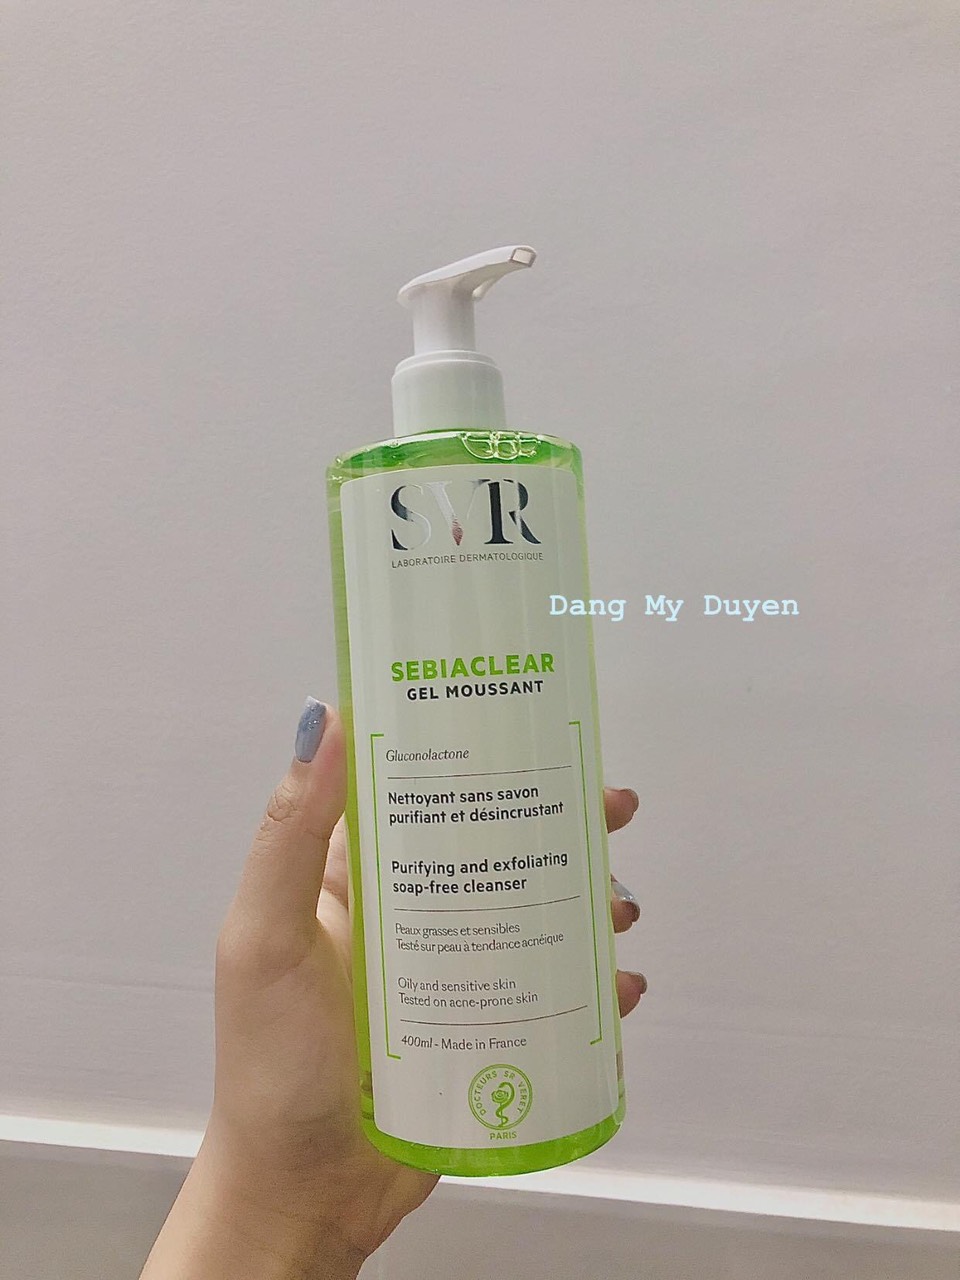 SVR
LABORATOIRE DERMATOLOGIQUE
Dang My Duyen
SEBIACLEAR
GEL MOUSSANT
Gluconolactone
Nettoyant sans savon
purifiant et désincrustant
Purifying and exfoliating
soap-free cleanser
Peaux grasses et sensibles
Testé sur peau à tendance acnéique
Oily and sensitive skin
Tested on acne-prone skin
400ml - Made in France
DOCTEURS SR VERET
PARIS